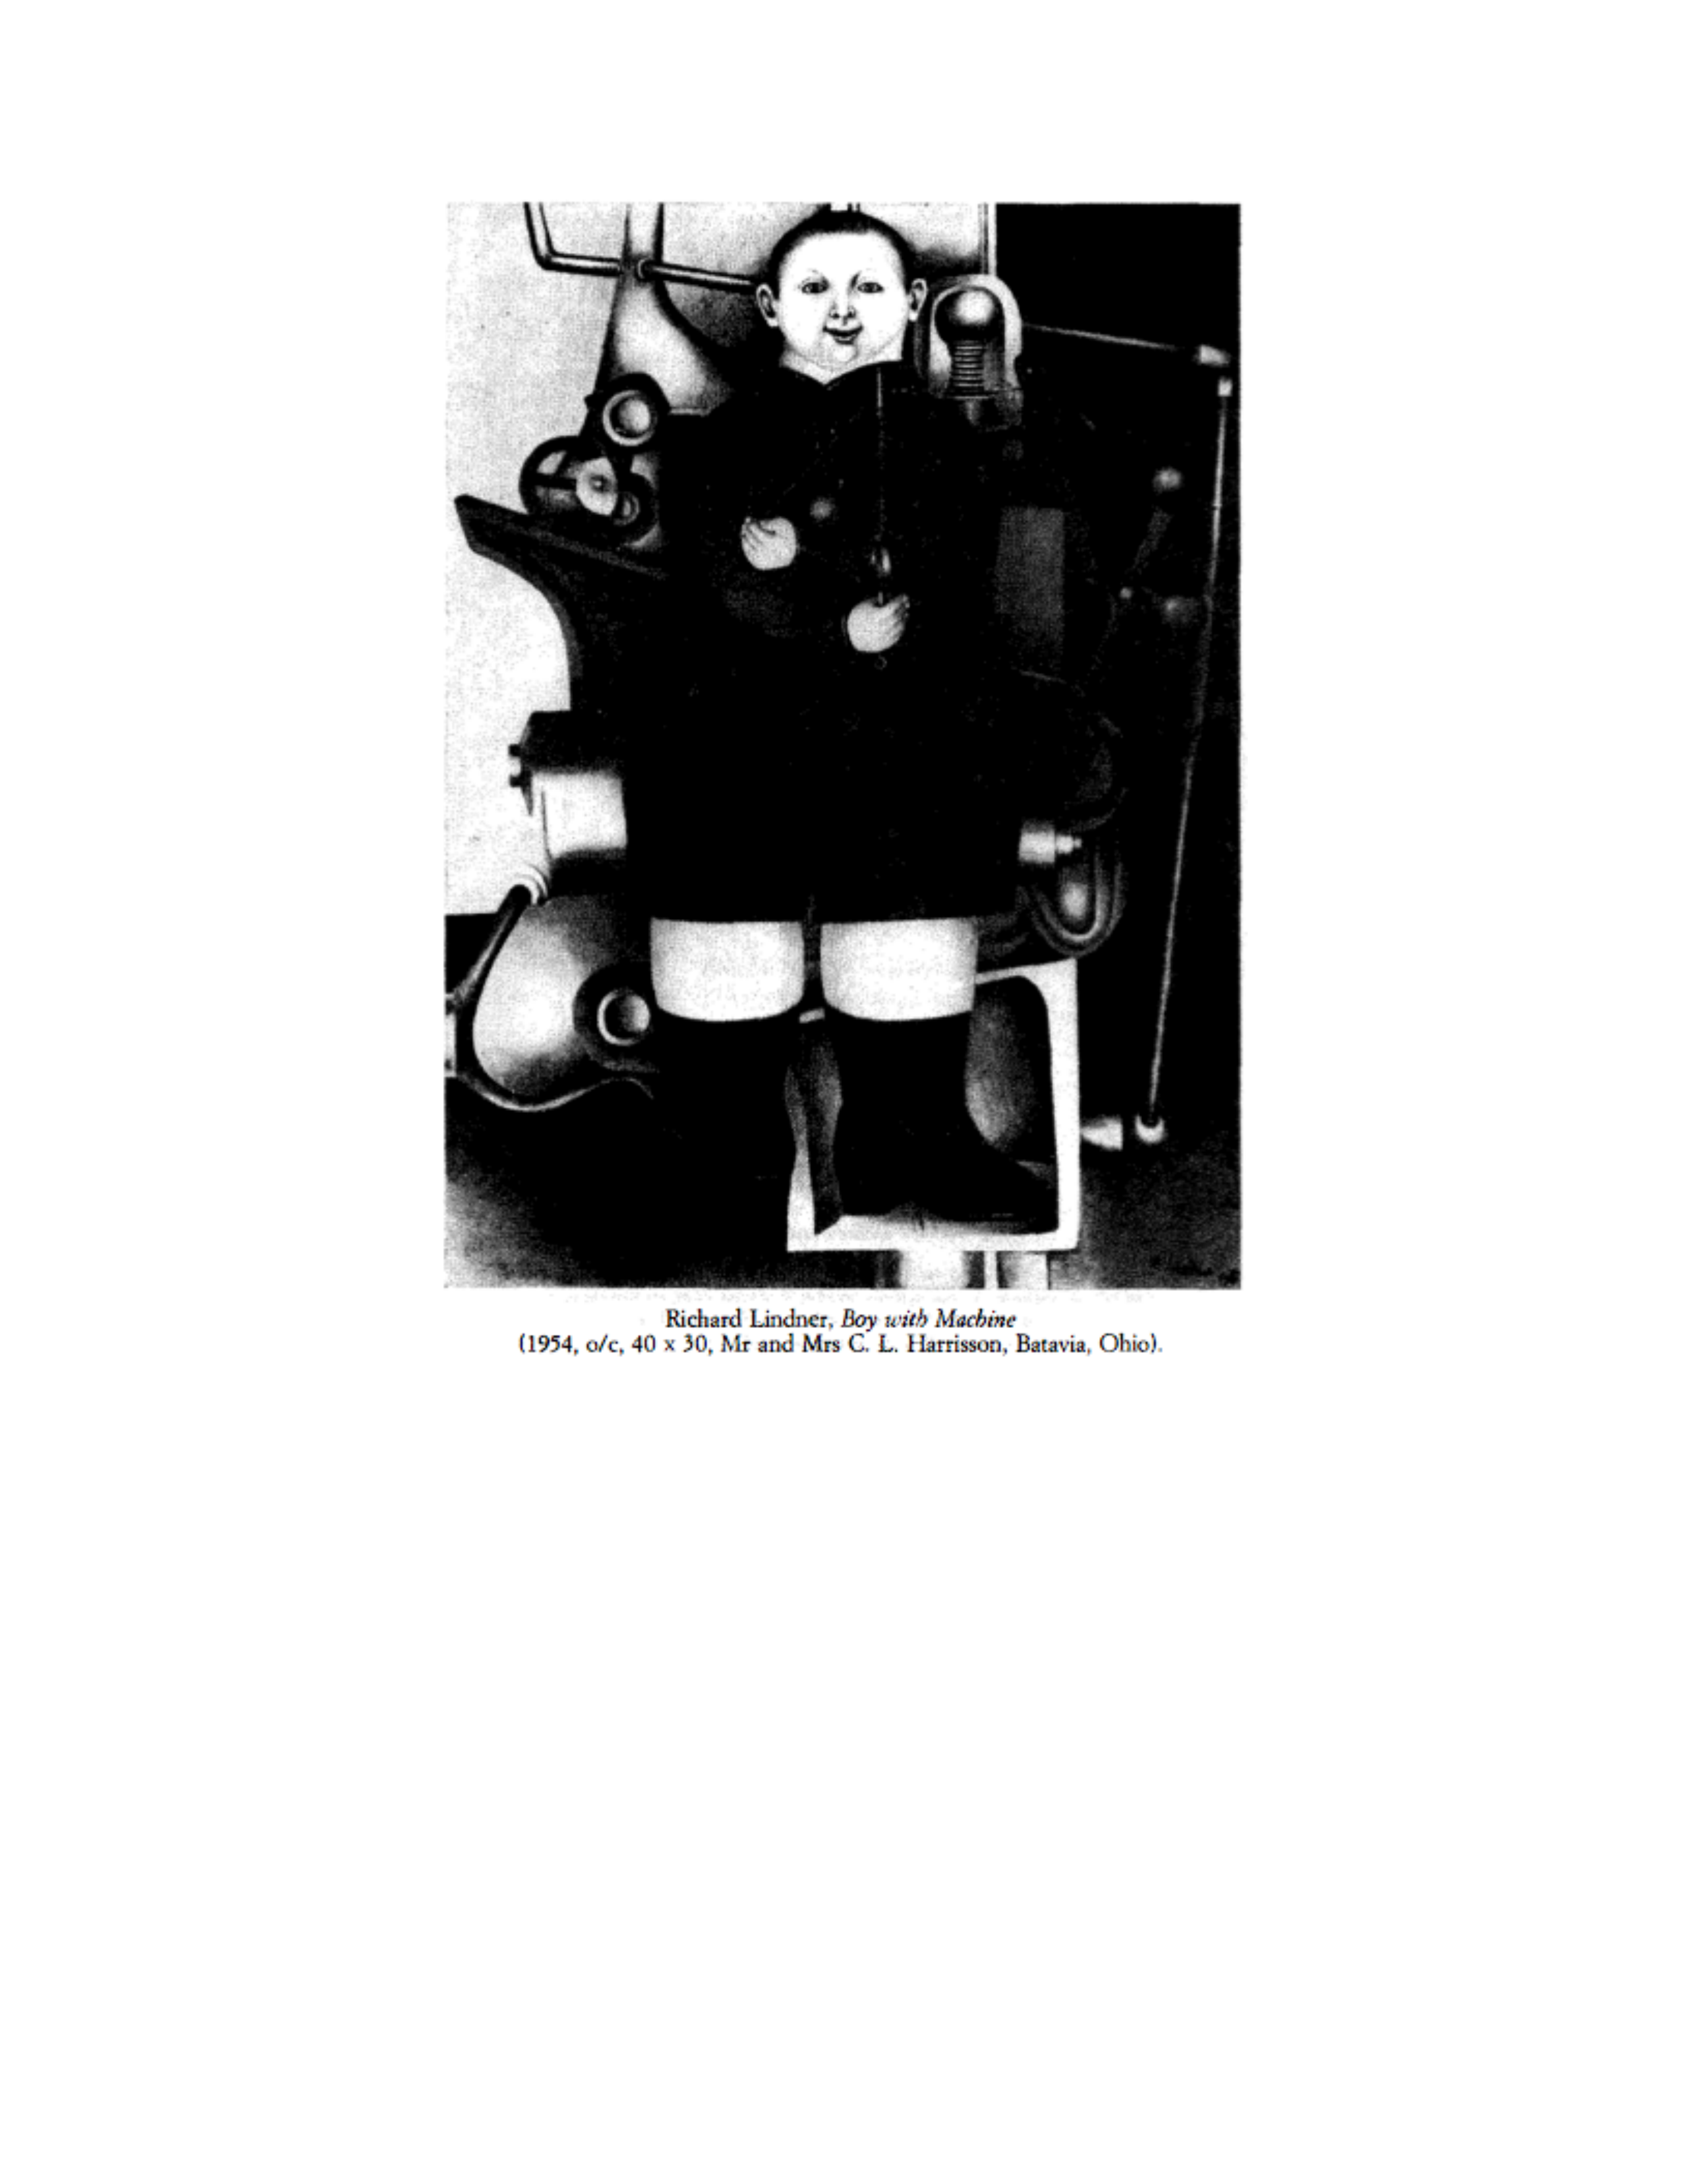 Richard Lindner, Boy with Machine
(1954, o/c, 40 x 30, Mr and Mrs C. L. Harrisson, Batavia, Ohio).